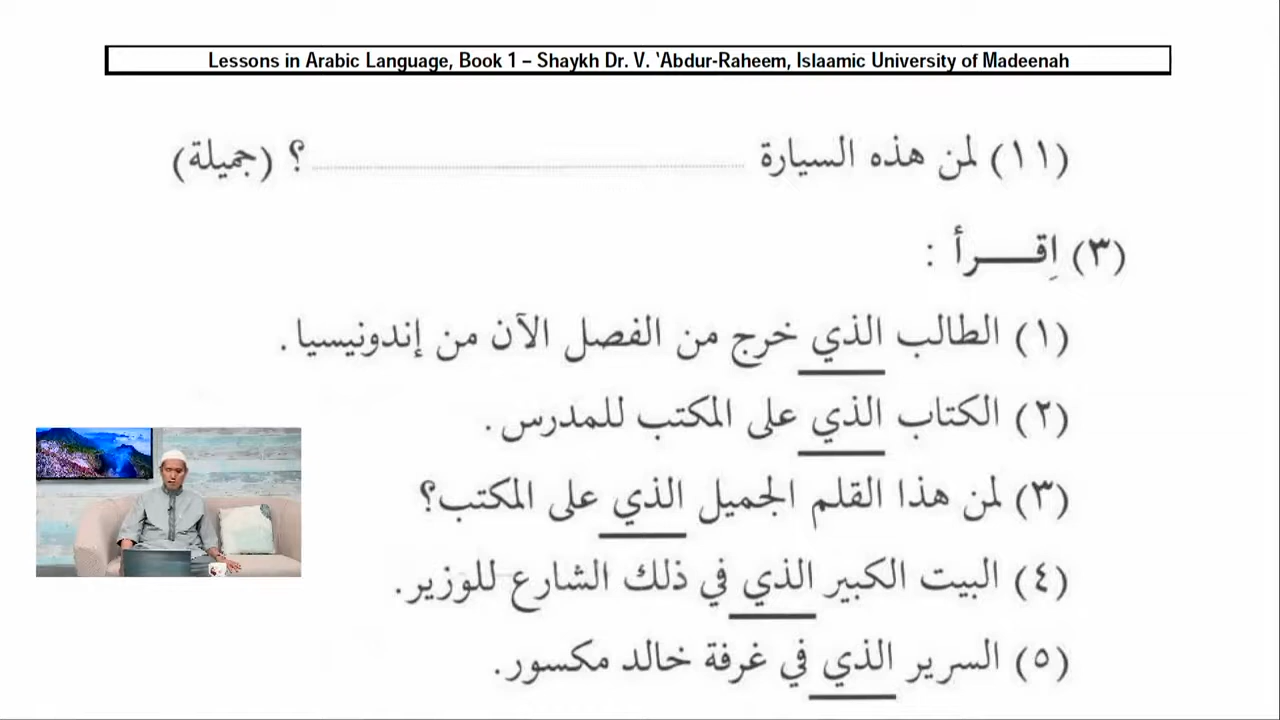 Lessons in Arabic Language, Book 1 – Shaykh Dr. V. ‛Abdur-Raheem, Islaamic University of Madeenah
(١١) لمن هذه السيارة ............ ؟ (جميلة)
(٣) اِقـــــرأ :
(١) الطالب الذي خرج من الفصل الآن من إندونيسيا .
(٢) الكتاب الذي على المكتب للمدرس .
(٣) لمن هذا القلم الجميل الذي على المكتب؟
(٤) البيت الكبير الذي في ذلك الشارع للوزير.
(٥) السرير الذي في غرفة خالد مكسور.